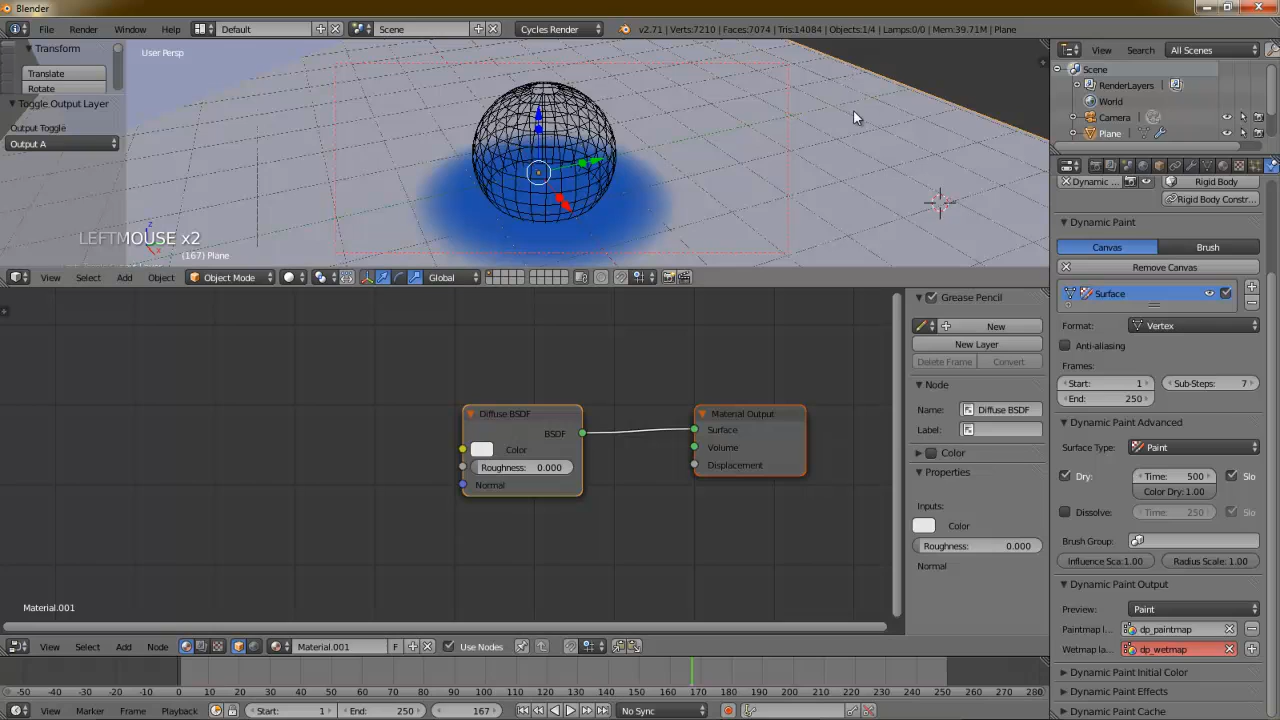 Blender
File Render Window Help Default Scene Cycles Render v2.71 | Verts:7210 | Faces:7074 | Tris:14084 | Objects:1/4 | Lamps:0/0 | Mem:39.71M | Plane
Transform
Translate
Rotate
Toggle Output Layer
Output Toggle
Output A
User Persp
LEFTMOUSE x2
(167) Plane
View Select Add Object Object Mode Global
View Search All Scenes
Scene
RenderLayers
World
Camera
Plane
Dynamic ... Rigid Body
Rigid Body Constr...
Dynamic Paint
Canvas Brush
Remove Canvas
Surface
Format: Vertex
Anti-aliasing
Frames:
Start: 1 Sub-Steps: 7
End: 250
Dynamic Paint Advanced
Surface Type: Paint
Dry: Time: 500 Slo
Color Dry: 1.00
Dissolve: Time: 250 Slo
Brush Group:
Influence Sca: 1.00 Radius Scale: 1.00
Dynamic Paint Output
Preview: Paint
Paintmap l... dp_paintmap
Wetmap la... dp_wetmap
Dynamic Paint Initial Color
Dynamic Paint Effects
Dynamic Paint Cache
Diffuse BSDF
BSDF
Color
Roughness: 0.000
Normal
Material Output
Surface
Volume
Displacement
Material.001
Grease Pencil
New
New Layer
Delete Frame Convert
Node
Name: Diffuse BSDF
Label:
Color
Properties
Inputs:
Color
Roughness: 0.000
Normal
View Select Add Node Material.001 F Use Nodes
-50 -40 -30 -20 -10 0 10 20 30 40 50 60 70 80 90 100 110 120 130 140 150 160 170 180 190 200 210 220 230 240 250 260 270 280
View Marker Frame Playback Start: 1 End: 250 167 No Sync